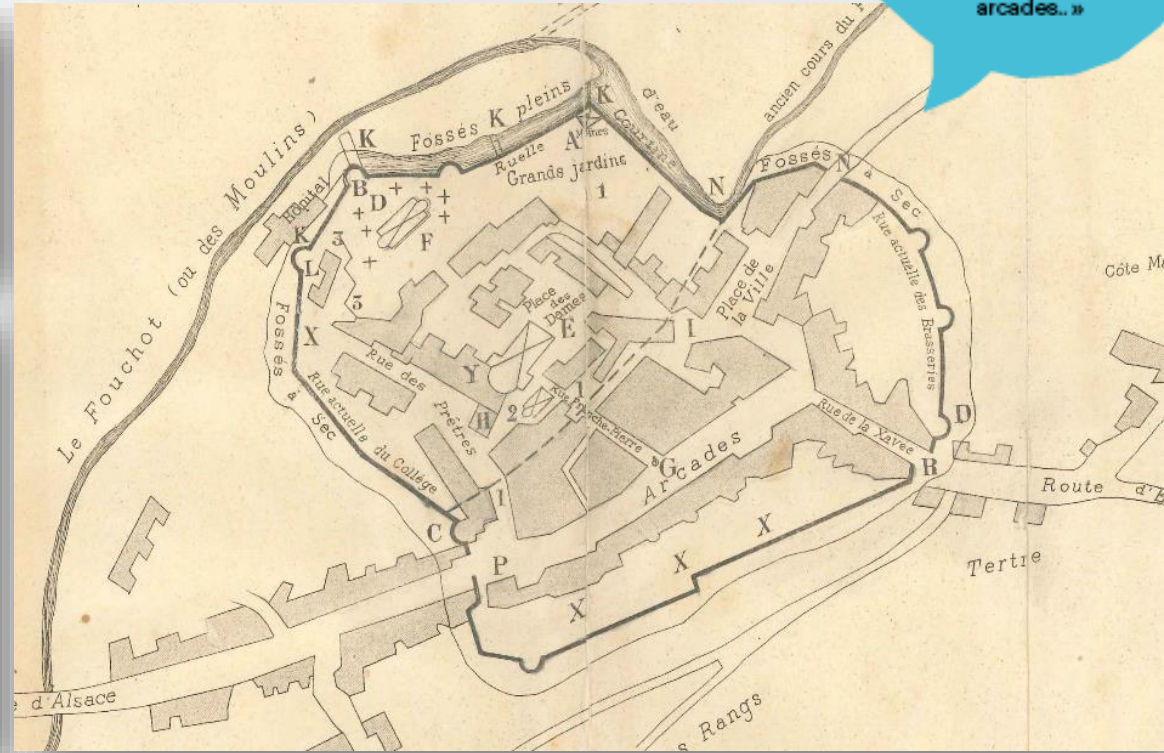 arcades.. »
ancien cours du
d'eau
Courtine
K
Fossés K pleins
K
Ruelle
A
Grands jardins
1
N
Fossés N à Sec
Le Fouchot (ou des Moulins)
Hôpital
B
D
F
K
3
L
3
X
Fossés à Sec
Place des Dames
E
I
Place de la Ville
Rue actuelle des Brasseries
Côte
Rue des Prêtres
Y
H
2
1
Rue Franche-Pierre
G
Arcades
Rue de la Xavée
D
R
Rue actuelle du Collège
I
C
P
X
X
X
Route d'
Tertre
d'Alsace
Rangs